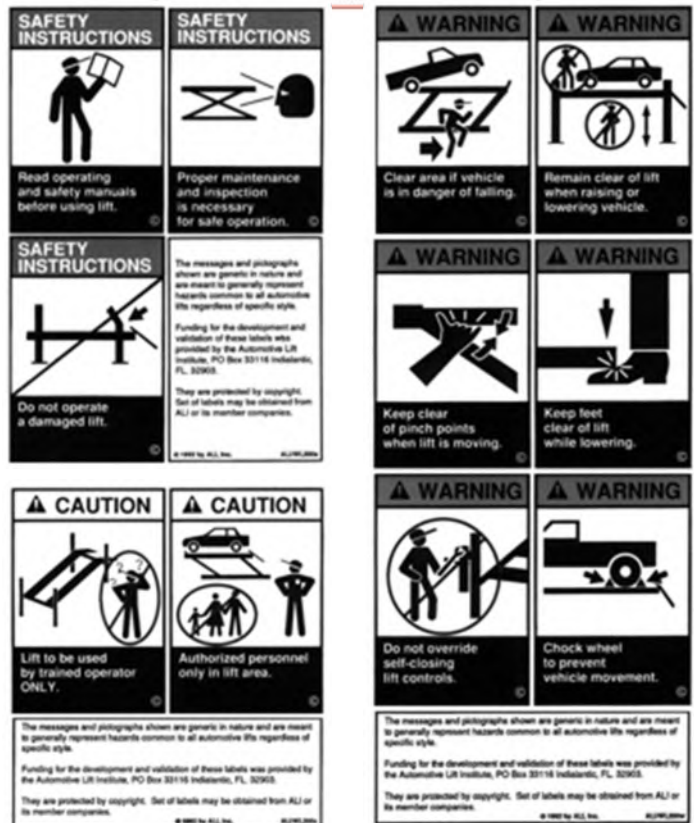 SAFETY
INSTRUCTIONS
Read operating
and safety manuals
before using lift.
©
SAFETY
INSTRUCTIONS
Proper maintenance
and inspection
is necessary
for safe operation.
©
SAFETY
INSTRUCTIONS
Do not operate
a damaged lift.
©
The messages and pictographs
shown are generic in nature and
are meant to generally represent
hazards common to all automotive
lifts regardless of specific style.
Funding for the development and
validation of these labels was
provided by the Automotive Lift
Institute, PO Box 33116 Indialantic,
FL. 32903.
They are protected by copyright.
Set of labels may be obtained from
ALI or its member companies.
© 1992 by ALI, Inc.
CAUTION
Lift to be used
by trained operator
ONLY.
©
CAUTION
Authorized personnel
only in lift area.
©
The messages and pictographs shown are generic in nature and are meant
to generally represent hazards common to all automotive lifts regardless of
specific style.
Funding for the development and validation of these labels was provided by
the Automotive Lift Institute, PO Box 33116 Indialantic, FL. 32903.
They are protected by copyright. Set of labels may be obtained from ALI or
its member companies.
© 1992 by ALI, Inc.
WARNING
Clear area if vehicle
is in danger of falling.
©
WARNING
Remain clear of lift
when raising or
lowering vehicle.
©
WARNING
Keep clear
of pinch points
when lift is moving.
©
WARNING
Keep feet
clear of lift
while lowering.
©
WARNING
Do not override
self-closing
lift controls.
©
WARNING
Chock wheel
to prevent
vehicle movement.
©
The messages and pictographs shown are generic in nature and are meant
to generally represent hazards common to all automotive lifts regardless of
specific style.
Funding for the development and validation of these labels was provided by
the Automotive Lift Institute, PO Box 33116 Indialantic, FL. 32903.
They are protected by copyright. Set of labels may be obtained from ALI or
its member companies.
© 1992 by ALI, Inc.